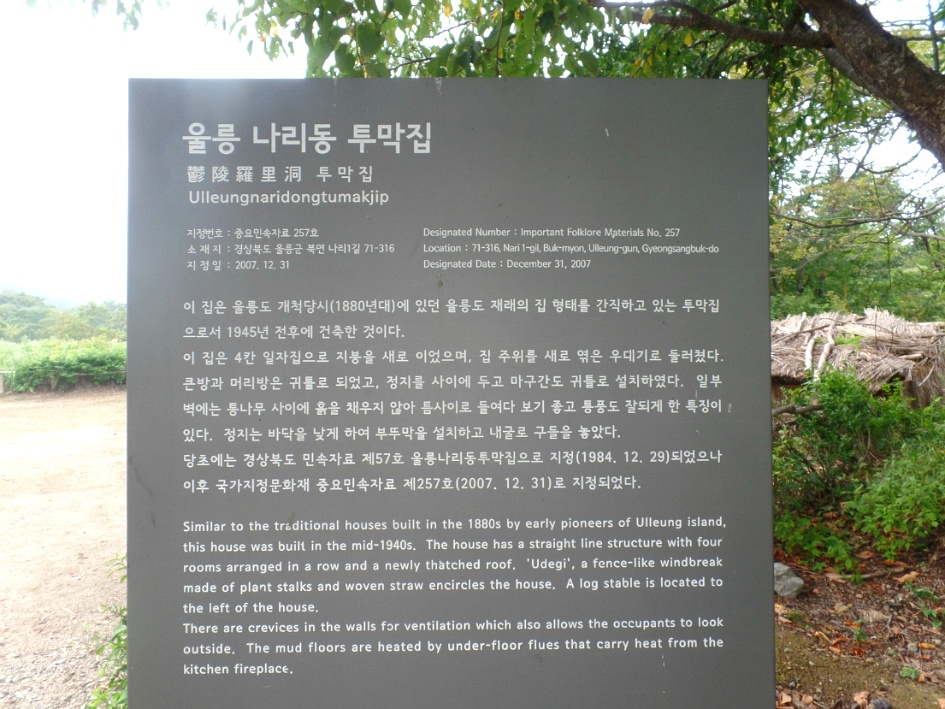 울릉 나리동 투막집
鬱陵羅里洞 투막집
Ulleungnaridongtumakjip
지정번호 : 중요민속자료 257호
소 재 지 : 경상북도 울릉군 북면 나리1길 71-316
지 정 일 : 2007. 12. 31
Designated Number : Important Folklore Materials No. 257
Location : 71-316, Nari 1-gil, Buk-myon, Ulleung-gun, Gyeongsangbuk-do
Designated Date : December 31, 2007
이 집은 울릉도 개척당시(1880년대)에 있던 울릉도 재래의 집 형태를 간직하고 있는 투막집
으로서 1945년 전후에 건축한 것이다.
이 집은 4칸 일자집으로 지붕을 새로 이었으며, 집 주위를 새로 엮은 우데기로 둘러쳤다.
큰방과 머리방은 귀틀로 되었고, 정지를 사이에 두고 마구간도 귀틀로 설치하였다. 일부
벽에는 통나무 사이에 흙을 채우지 않아 틈사이로 들여다 보기 좋고 통풍도 잘되게 한 특징이
있다. 정지는 바닥을 낮게 하여 부뚜막을 설치하고 내굴로 구들을 놓았다.
당초에는 경상북도 민속자료 제57호 울릉나리동투막집으로 지정(1984. 12. 29)되었으나
이후 국가지정문화재 중요민속자료 제257호(2007. 12. 31)로 지정되었다.
Similar to the traditional houses built in the 1880s by early pioneers of Ulleung island,
this house was built in the mid-1940s. The house has a straight line structure with four
rooms arranged in a row and a newly thatched roof. 'Udegi', a fence-like windbreak
made of plant stalks and woven straw encircles the house. A log stable is located to
the left of the house.
There are crevices in the walls for ventilation which also allows the occupants to look
outside. The mud floors are heated by under-floor flues that carry heat from the
kitchen fireplace.